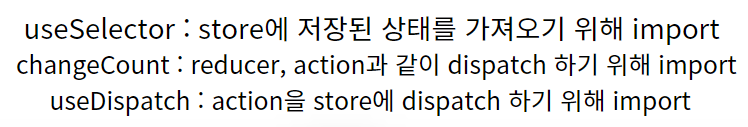 useSelector : store에 저장된 상태를 가져오기 위해 import
changeCount : reducer, action과 같이 dispatch 하기 위해 import
useDispatch : action을 store에 dispatch 하기 위해 import